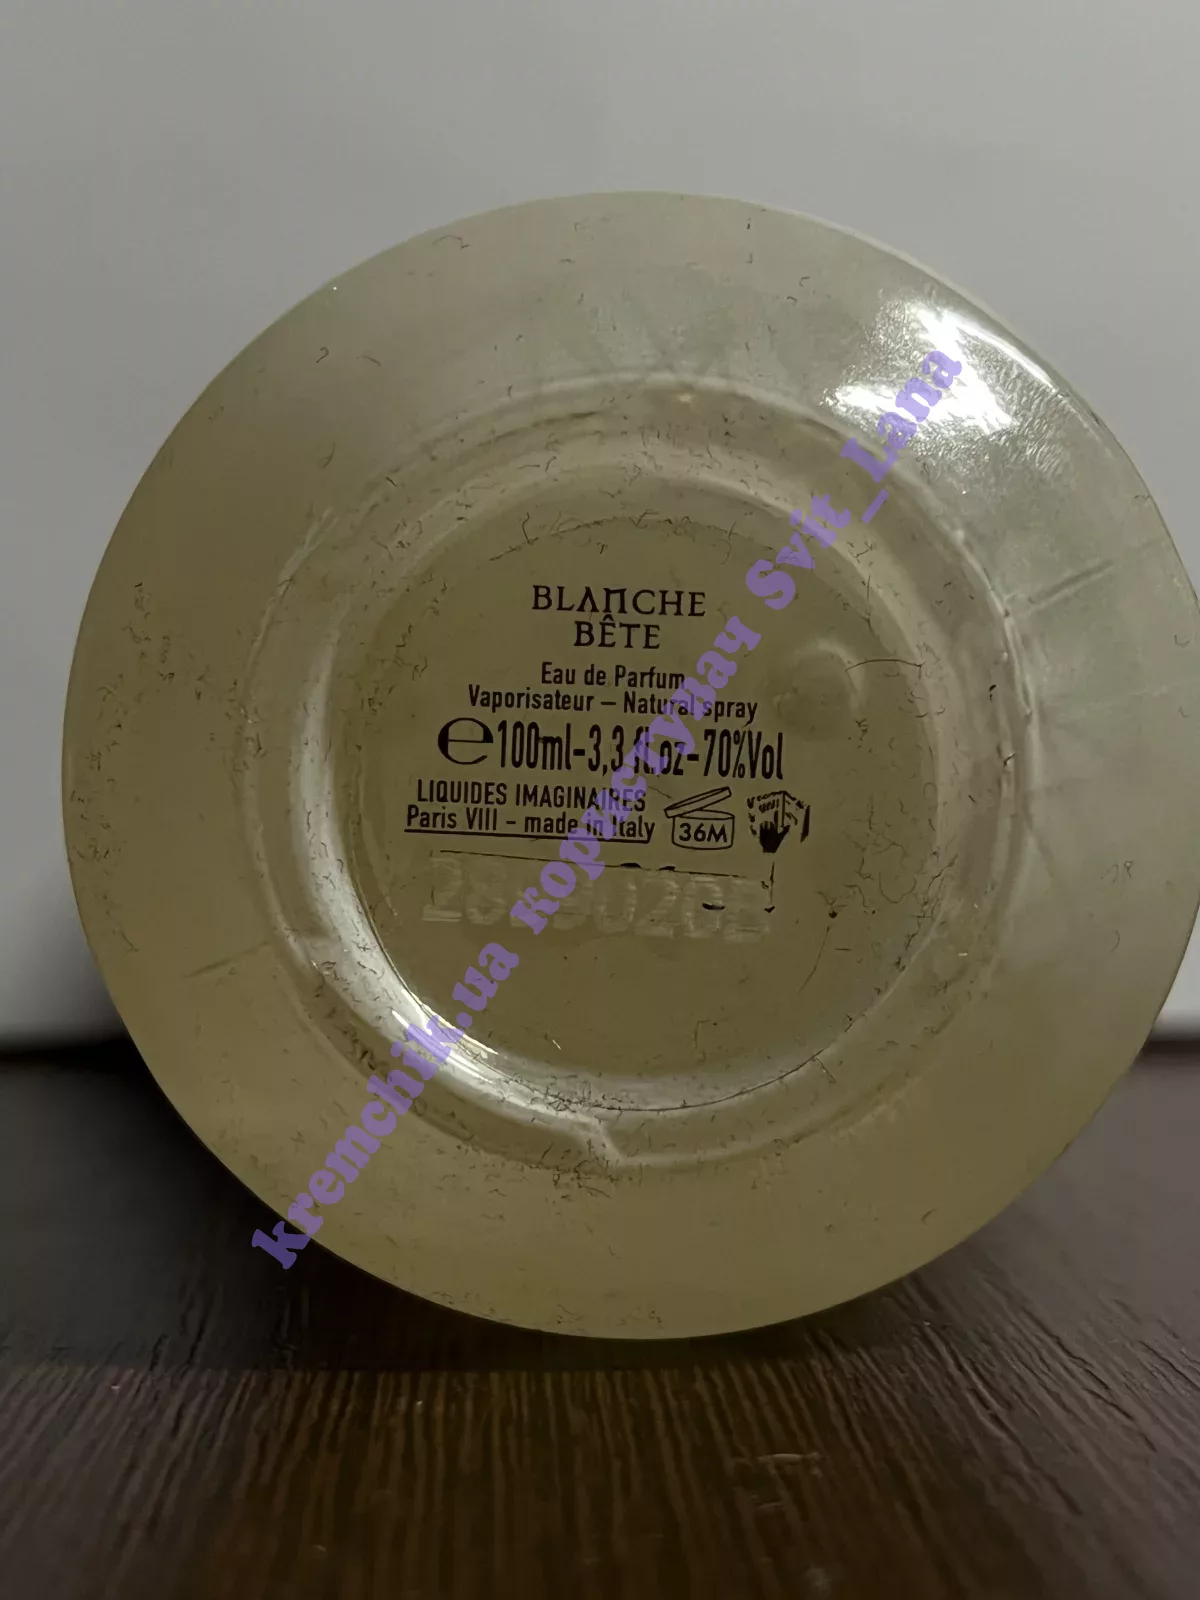 BLANCHE
BÊTE
Eau de Parfum
Vaporisateur – Natural spray
℮100ml-3,3 fl.oz-70%Vol
LIQUIDES IMAGINAIRES
Paris VIII – made in Italy
36M
kremchik.ua користувач Svit_Lana